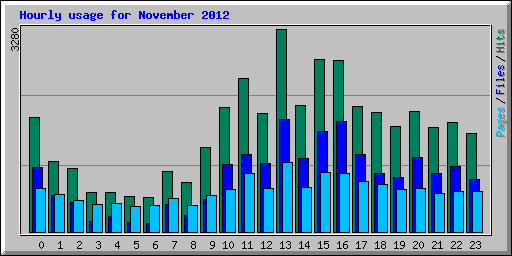 Hourly usage for November 2012
3280
Pages / Files / Hits
0 1 2 3 4 5 6 7 8 9 10 11 12 13 14 15 16 17 18 19 20 21 22 23